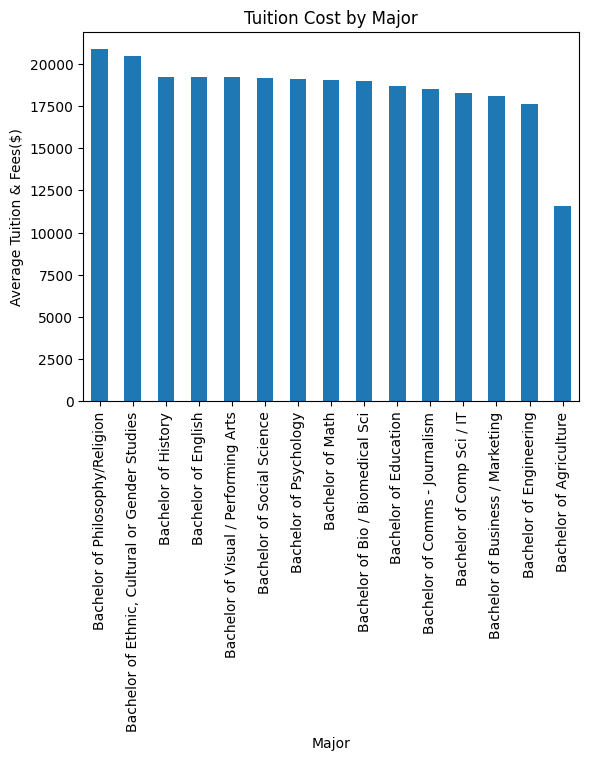 Tuition Cost by Major
Average Tuition & Fees($)
20000
17500
15000
12500
10000
7500
5000
2500
0
Bachelor of Philosophy/Religion
Bachelor of Ethnic, Cultural or Gender Studies
Bachelor of History
Bachelor of English
Bachelor of Visual / Performing Arts
Bachelor of Social Science
Bachelor of Psychology
Bachelor of Math
Bachelor of Bio / Biomedical Sci
Bachelor of Education
Bachelor of Comms - Journalism
Bachelor of Comp Sci / IT
Bachelor of Business / Marketing
Bachelor of Engineering
Bachelor of Agriculture
Major